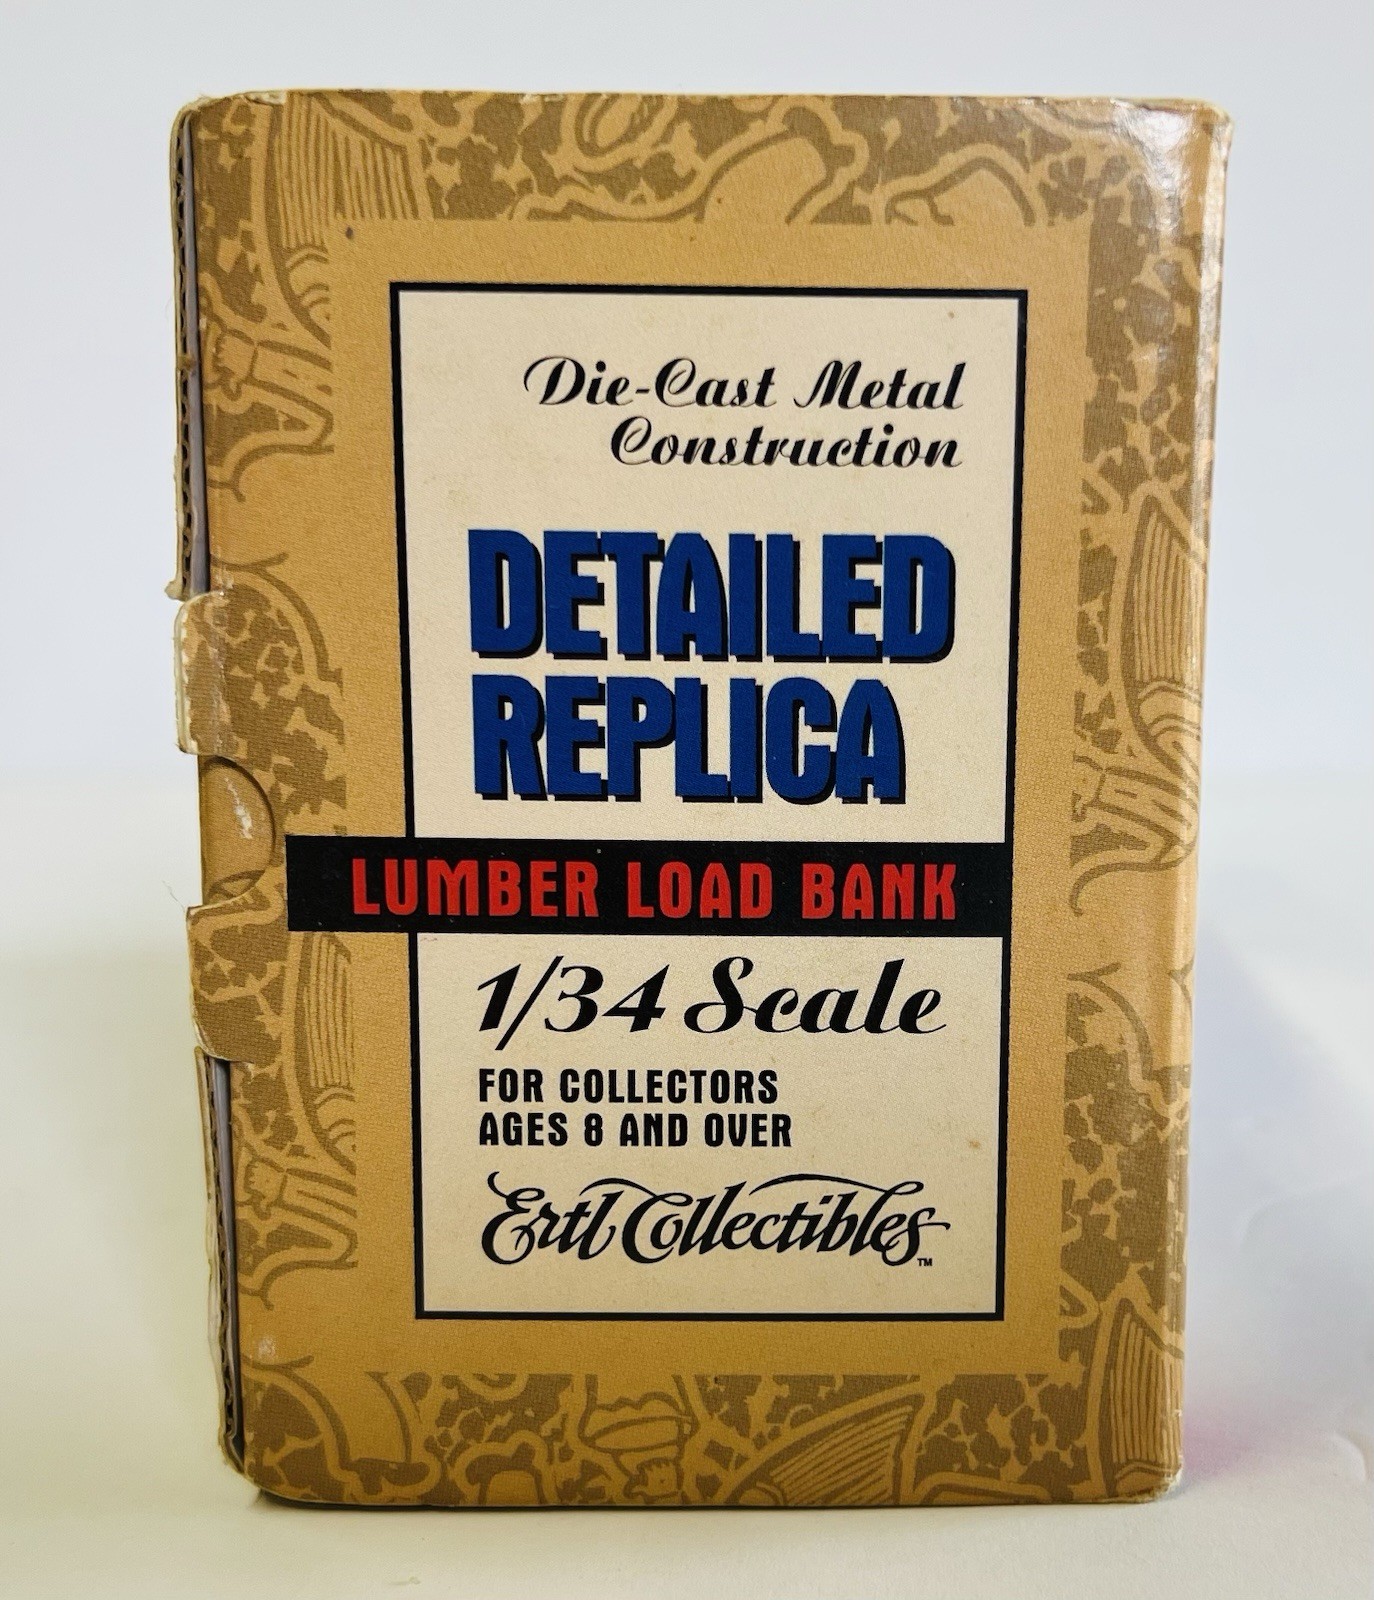 Die-Cast Metal
Construction
DETAILED
REPLICA
LUMBER LOAD BANK
1/34 Scale
FOR COLLECTORS
AGES 8 AND OVER
Ertl Collectibles™